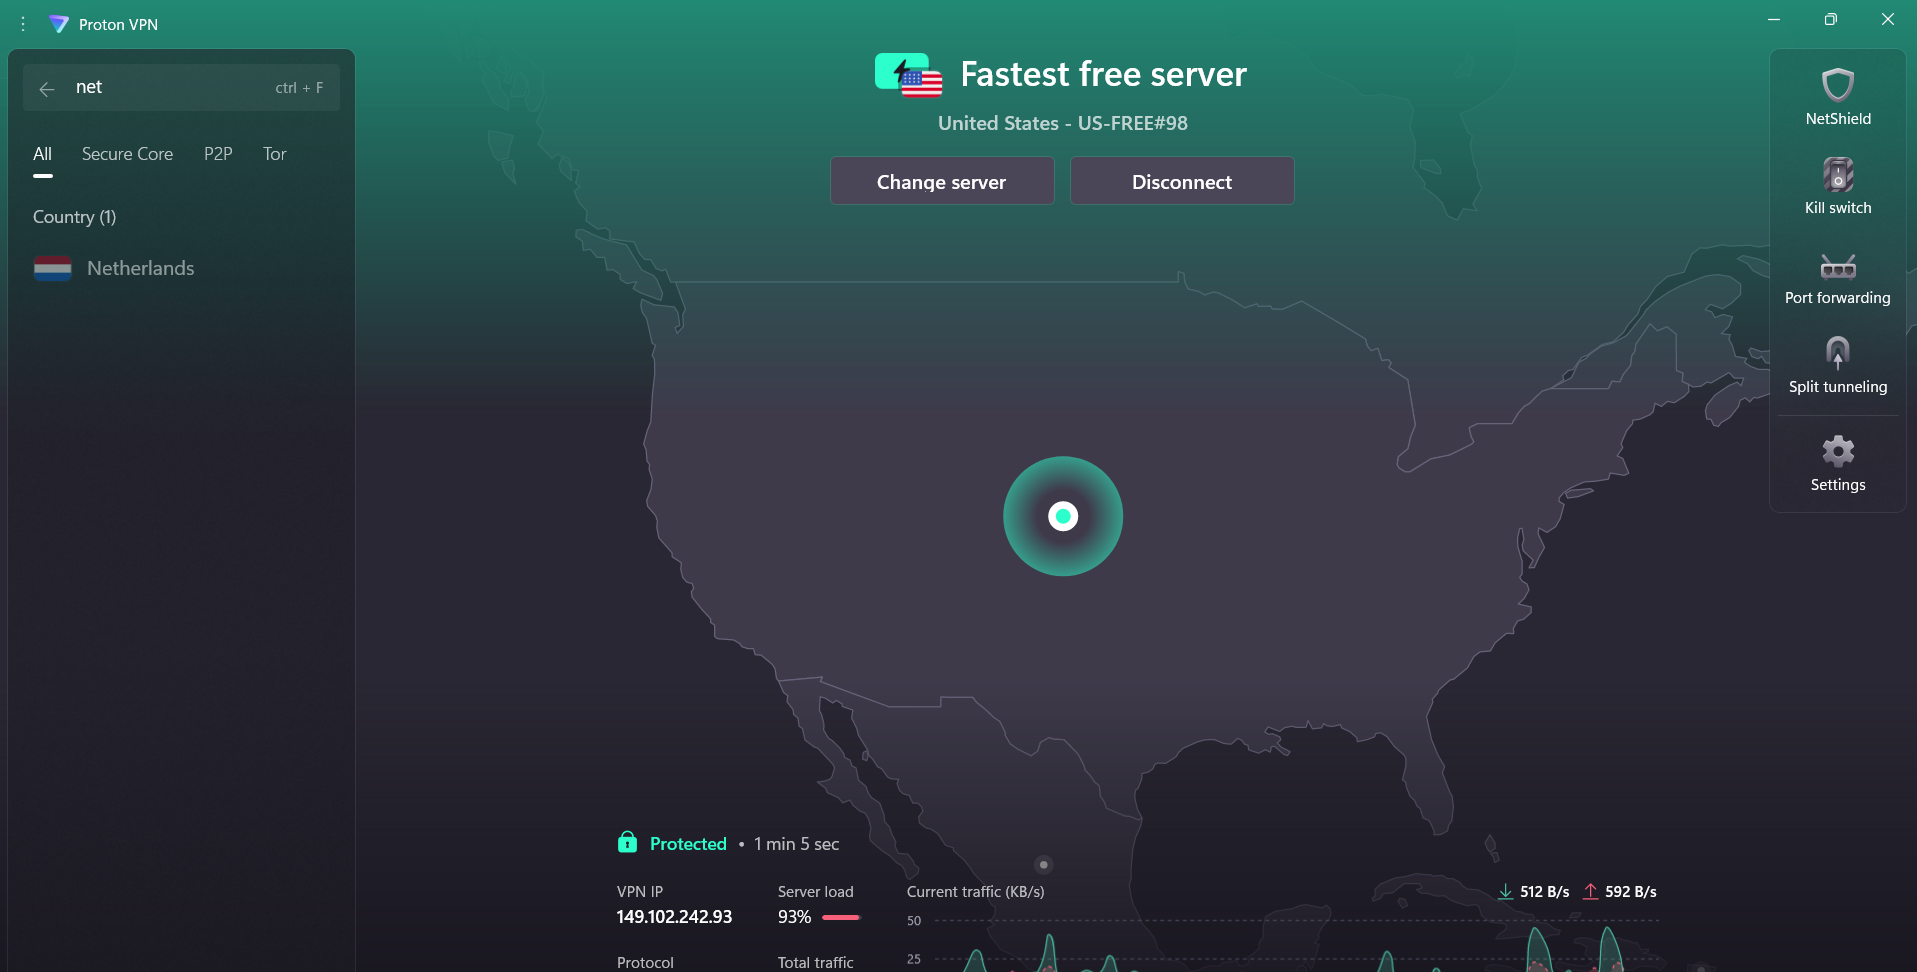 Proton VPN
net
ctrl + F
All
Secure Core
P2P
Tor
Country (1)
Netherlands
Fastest free server
United States - US-FREE#98
Change server
Disconnect
NetShield
Kill switch
Port forwarding
Split tunneling
Settings
Protected • 1 min 5 sec
VPN IP
149.102.242.93
Server load
93%
Current traffic (KB/s)
512 B/s
592 B/s
50
25
Protocol
Total traffic